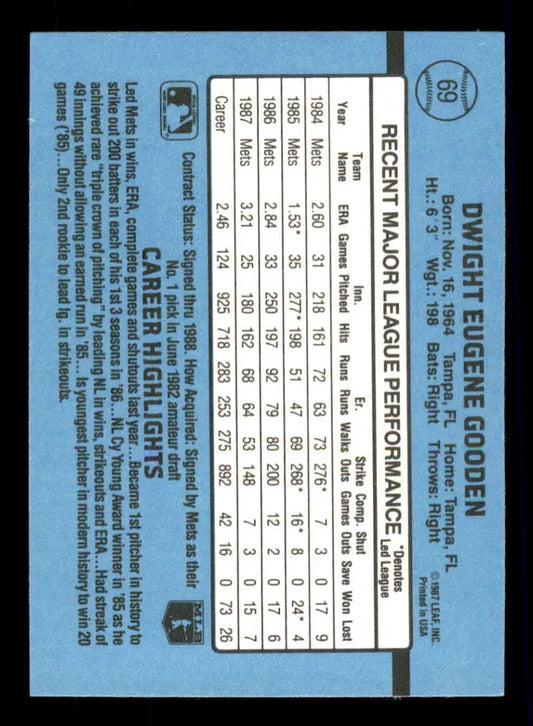 69
DWIGHT EUGENE GOODEN
Born: Nov. 16, 1964 Tampa, FL Home: Tampa, FL
Ht.: 6' 3" Wgt.: 198 Bats: Right Throws: Right
©1987 LEAF, INC.
Printed in USA
RECENT MAJOR LEAGUE PERFORMANCE *Denotes Led League
Team Inn. Er. Strike Comp. Shut
Year Name ERA Games Pitched Hits Runs Runs Walks Outs Games Outs Save Won Lost
1984 Mets 2.60 31 218 161 72 63 73 276* 7 3 0 17 9
1985 Mets 1.53* 35 277* 198 51 47 69 268* 16* 8 0 24* 4
1986 Mets 2.84 33 250 197 92 79 80 200 12 2 0 17 6
1987 Mets 3.21 25 180 162 68 64 53 148 7 3 0 15 7
Career 2.46 124 925 718 283 253 275 892 42 16 0 73 26
Contract Status: Signed thru 1988. How Acquired: Signed by Mets as their
No. 1 pick in June 1982 amateur draft
MLB
CAREER HIGHLIGHTS
Led Mets in wins, ERA, complete games and shutouts last year ... Became 1st pitcher in history to
strike out 200 batters in each of his 1st 3 seasons in '86 ... NL Cy Young Award winner in '85 as he
achieved rare "triple crown of pitching" by leading NL in wins, strikeouts and ERA ... Had streak of
49 innings without allowing an earned run in '85 ... Is youngest pitcher in modern history to win 20
games ('85) ... Only 2nd rookie to lead lg. in strikeouts.